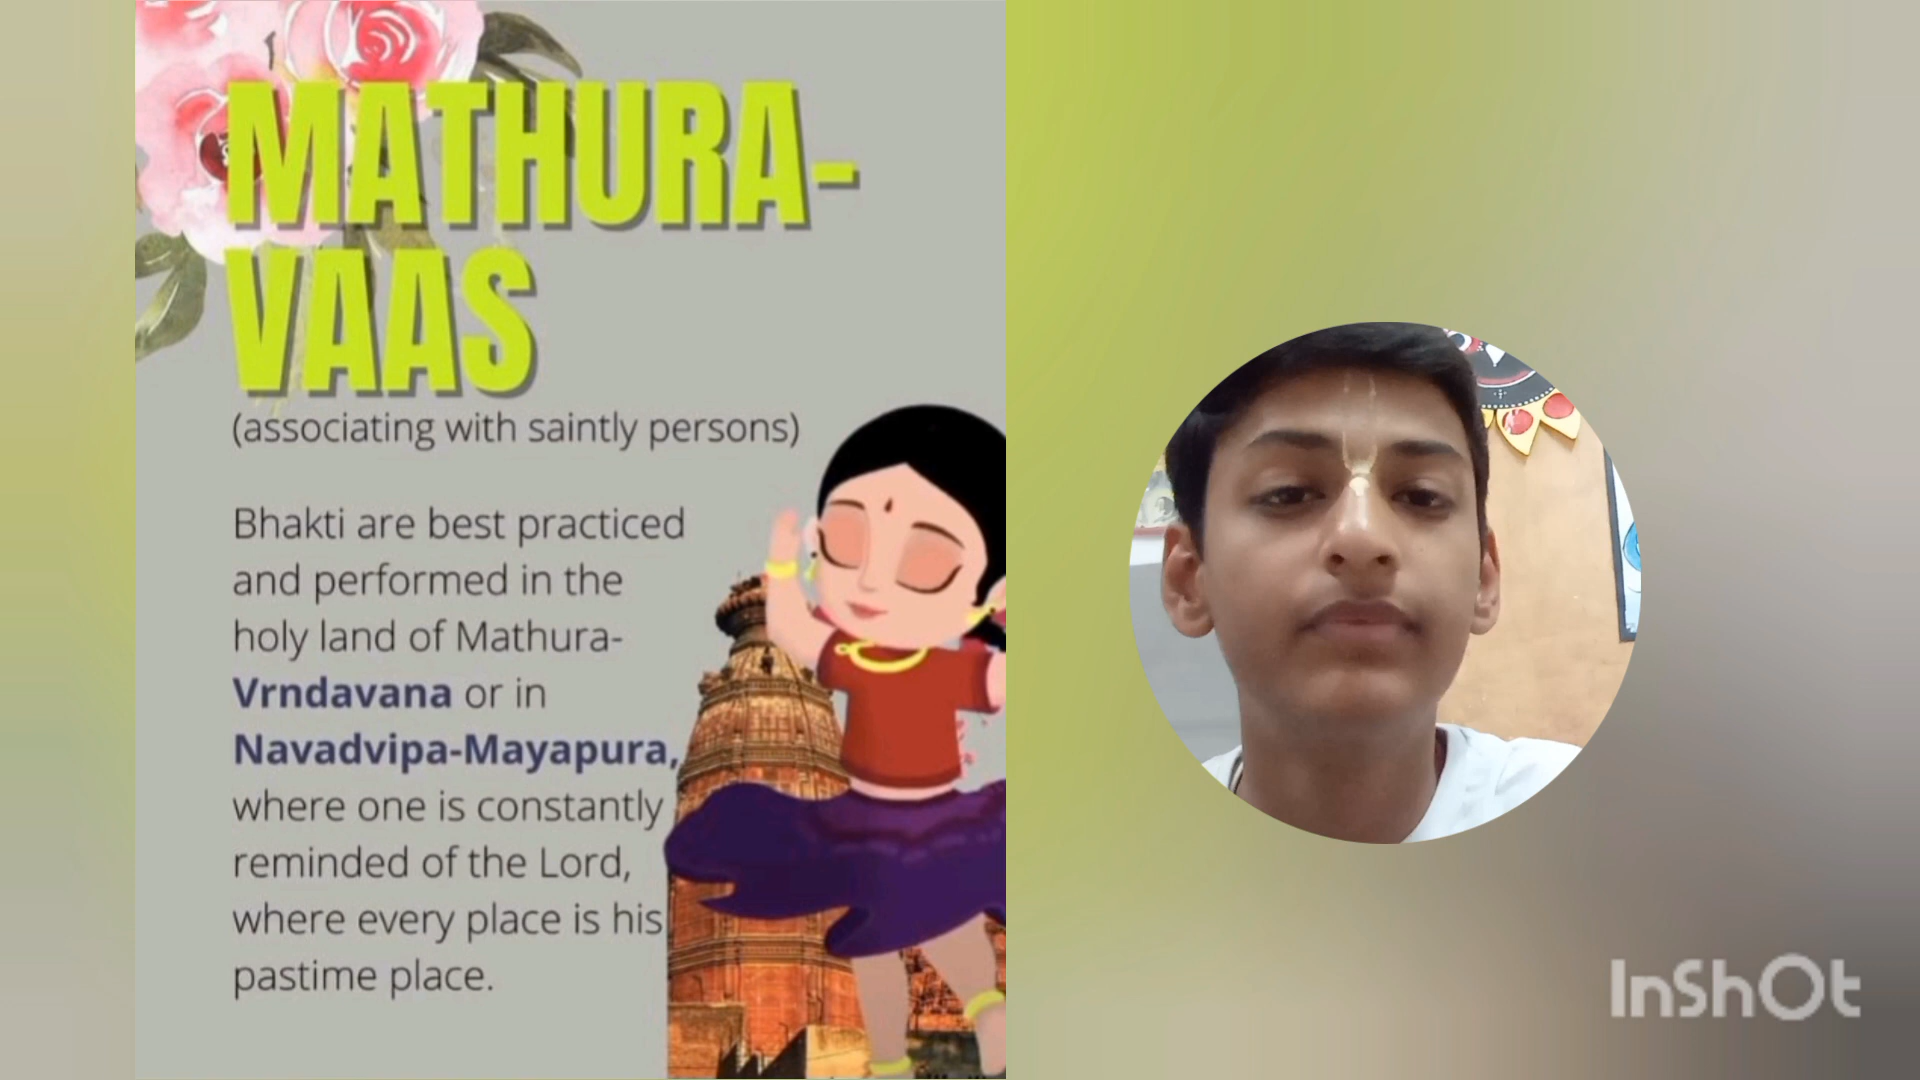 MATHURA-
VAAS
(associating with saintly persons)
Bhakti are best practiced
and performed in the
holy land of Mathura-
Vrndavana or in
Navadvipa-Mayapura,
where one is constantly
reminded of the Lord,
where every place is his
pastime place.
InShOt